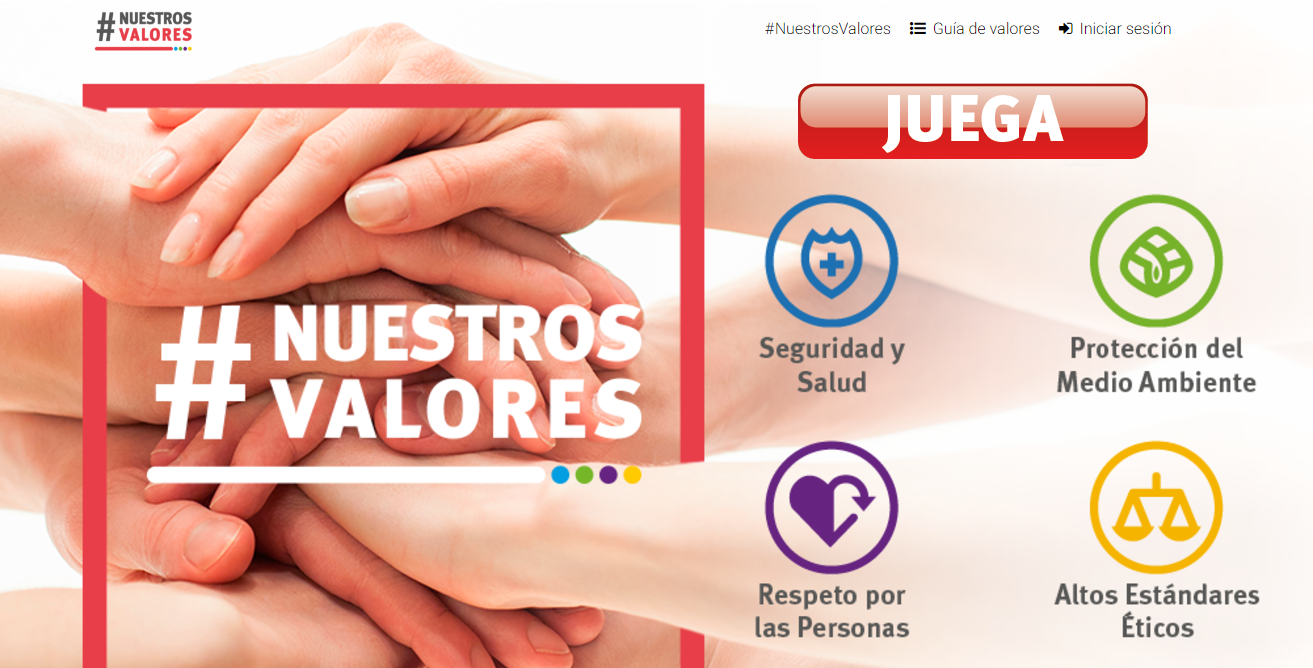 #NUESTROS
VALORES
#NuestrosValores
Guía de valores
Iniciar sesión
JUEGA
#NUESTROS
VALORES
Seguridad y
Salud
Protección del
Medio Ambiente
Respeto por
las Personas
Altos Estándares
Éticos